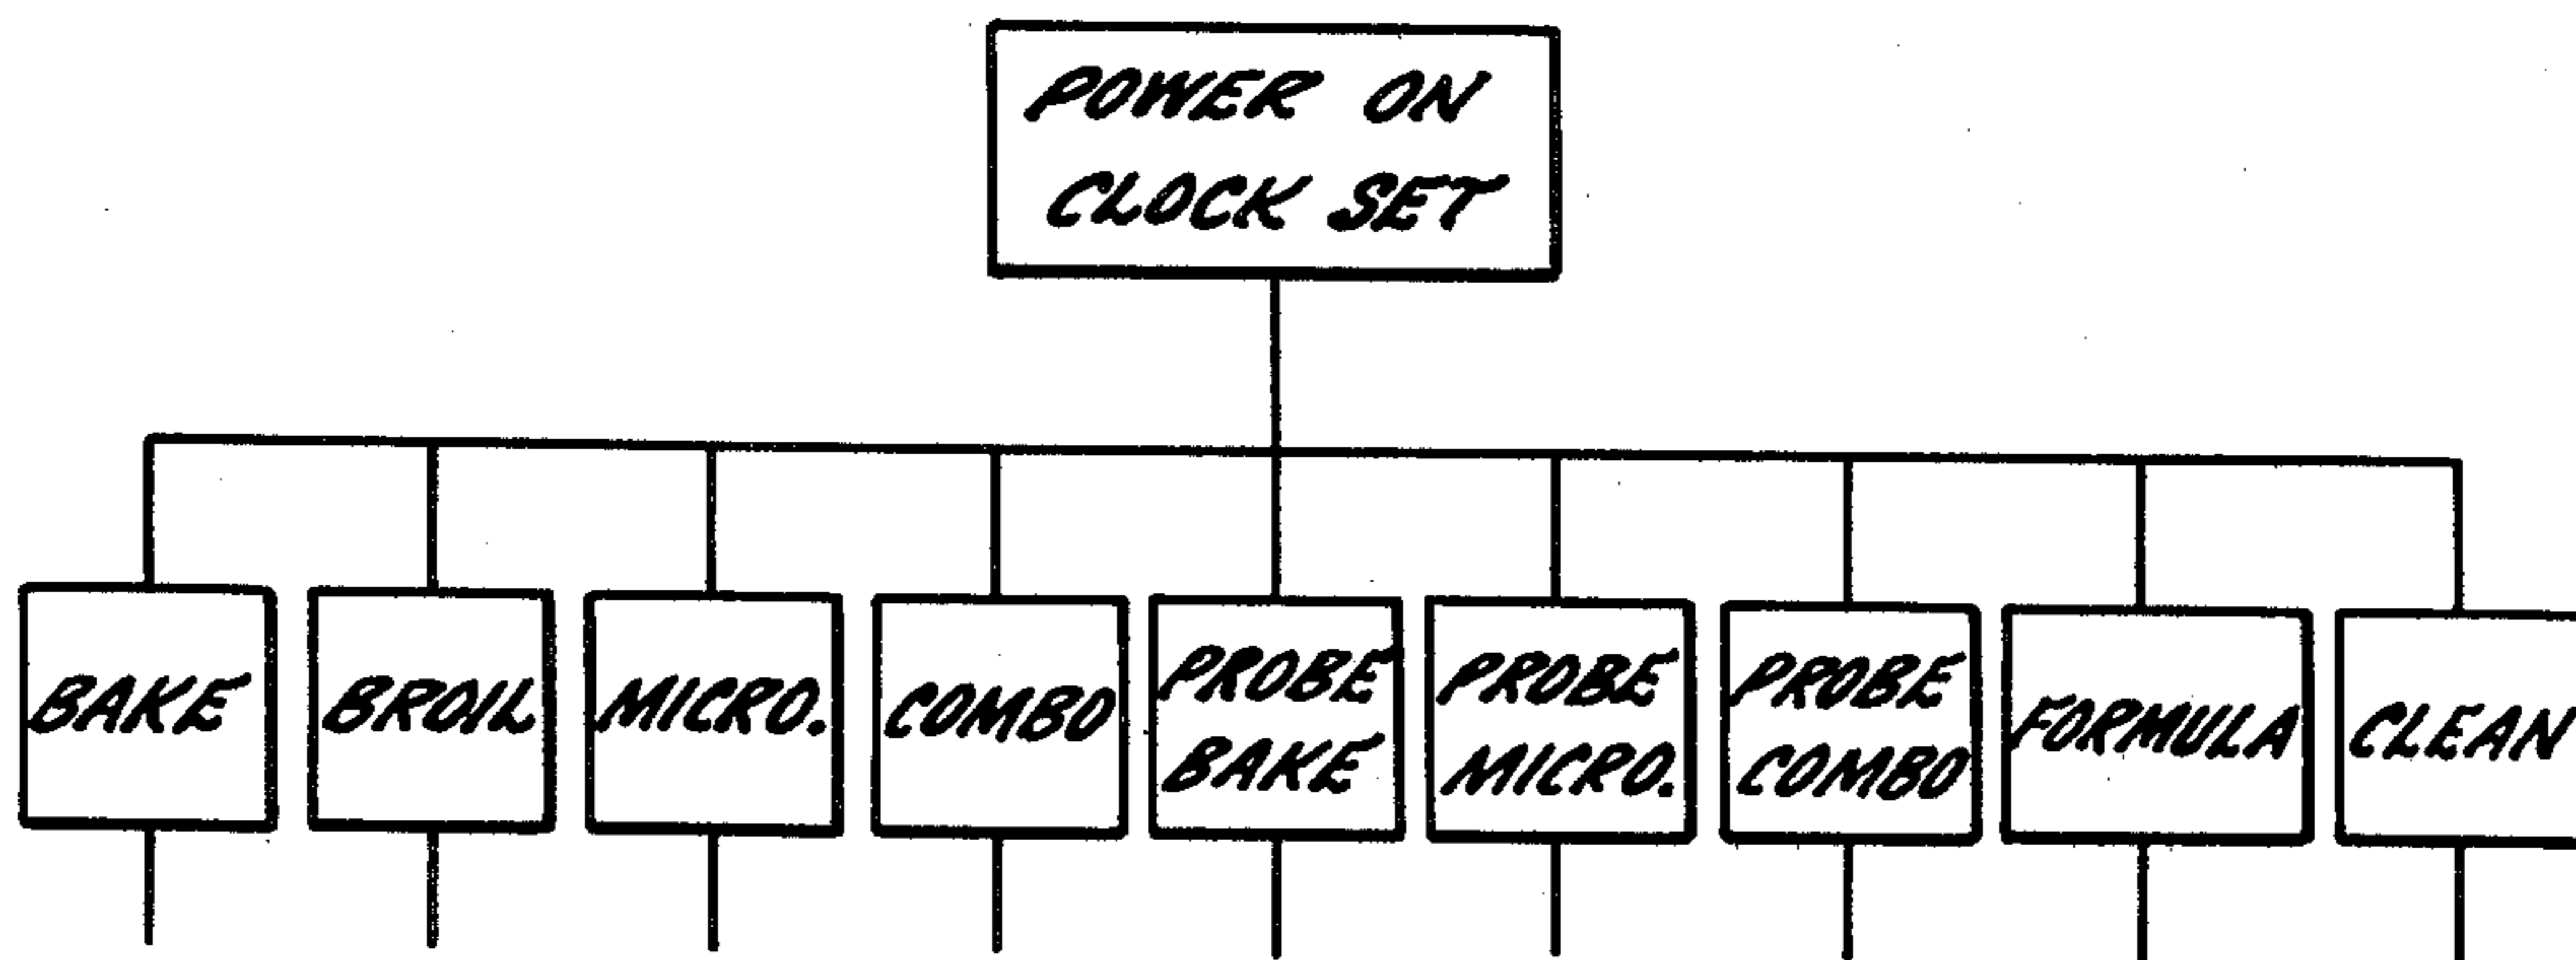 POWER ON
CLOCK SET
BAKE
BROIL
MICRO.
COMBO
PROBE
BAKE
PROBE
MICRO.
PROBE
COMBO
FORMULA
CLEAN